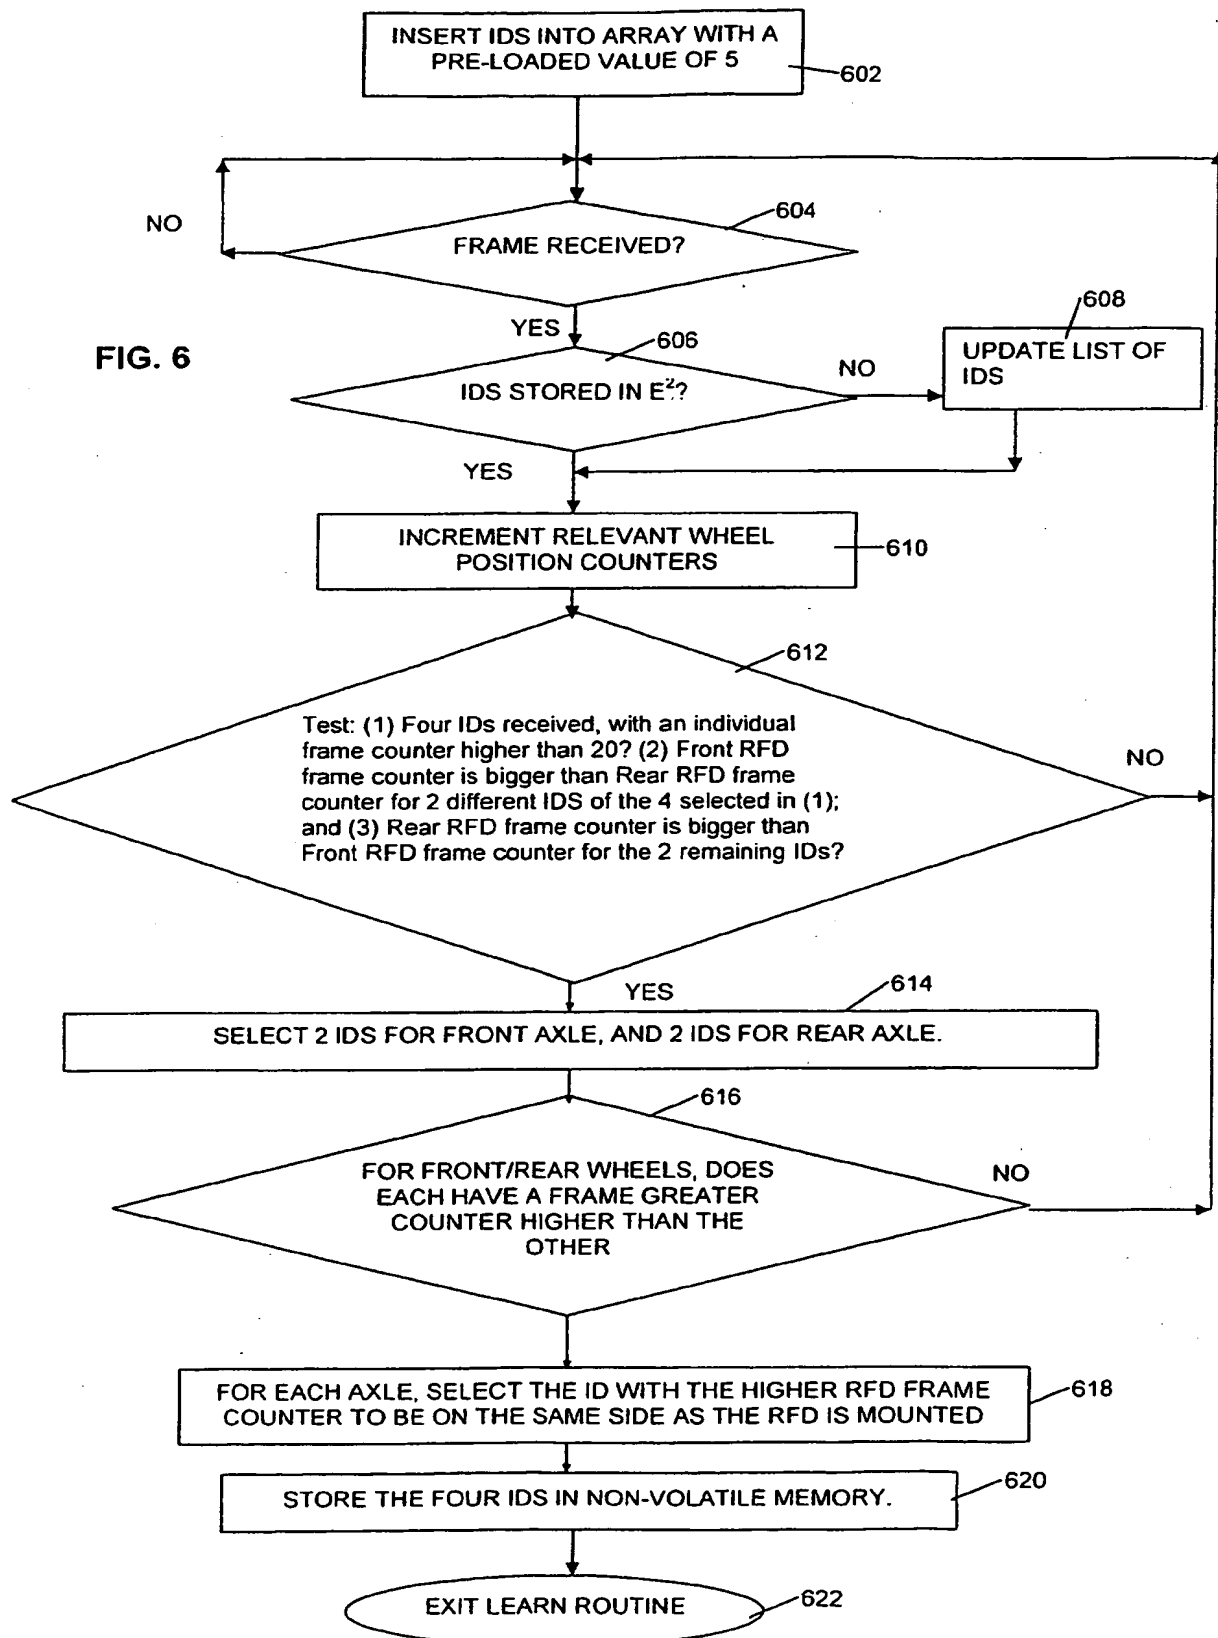 INSERT IDS INTO ARRAY WITH A
PRE-LOADED VALUE OF 5
602
NO
604
FRAME RECEIVED?
YES
FIG. 6
606
IDS STORED IN E²?
NO
608
UPDATE LIST OF
IDS
YES
INCREMENT RELEVANT WHEEL
POSITION COUNTERS
610
612
Test: (1) Four IDs received, with an individual
frame counter higher than 20? (2) Front RFD
frame counter is bigger than Rear RFD frame
counter for 2 different IDS of the 4 selected in (1);
and (3) Rear RFD frame counter is bigger than
Front RFD frame counter for the 2 remaining IDs?
NO
YES
614
SELECT 2 IDS FOR FRONT AXLE, AND 2 IDS FOR REAR AXLE.
616
FOR FRONT/REAR WHEELS, DOES
EACH HAVE A FRAME GREATER
COUNTER HIGHER THAN THE
OTHER
NO
FOR EACH AXLE, SELECT THE ID WITH THE HIGHER RFD FRAME
COUNTER TO BE ON THE SAME SIDE AS THE RFD IS MOUNTED
618
STORE THE FOUR IDS IN NON-VOLATILE MEMORY.
620
EXIT LEARN ROUTINE
622